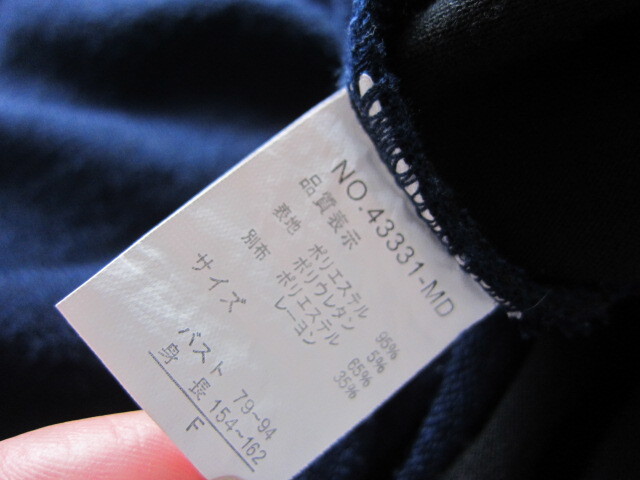 NO.43331-MD
品質表示
表地 ポリエステル 95%
ポリウレタン 5%
別布 ポリエステル 65%
レーヨン 35%
サイズ
バスト 79~94
身長 154~162
F